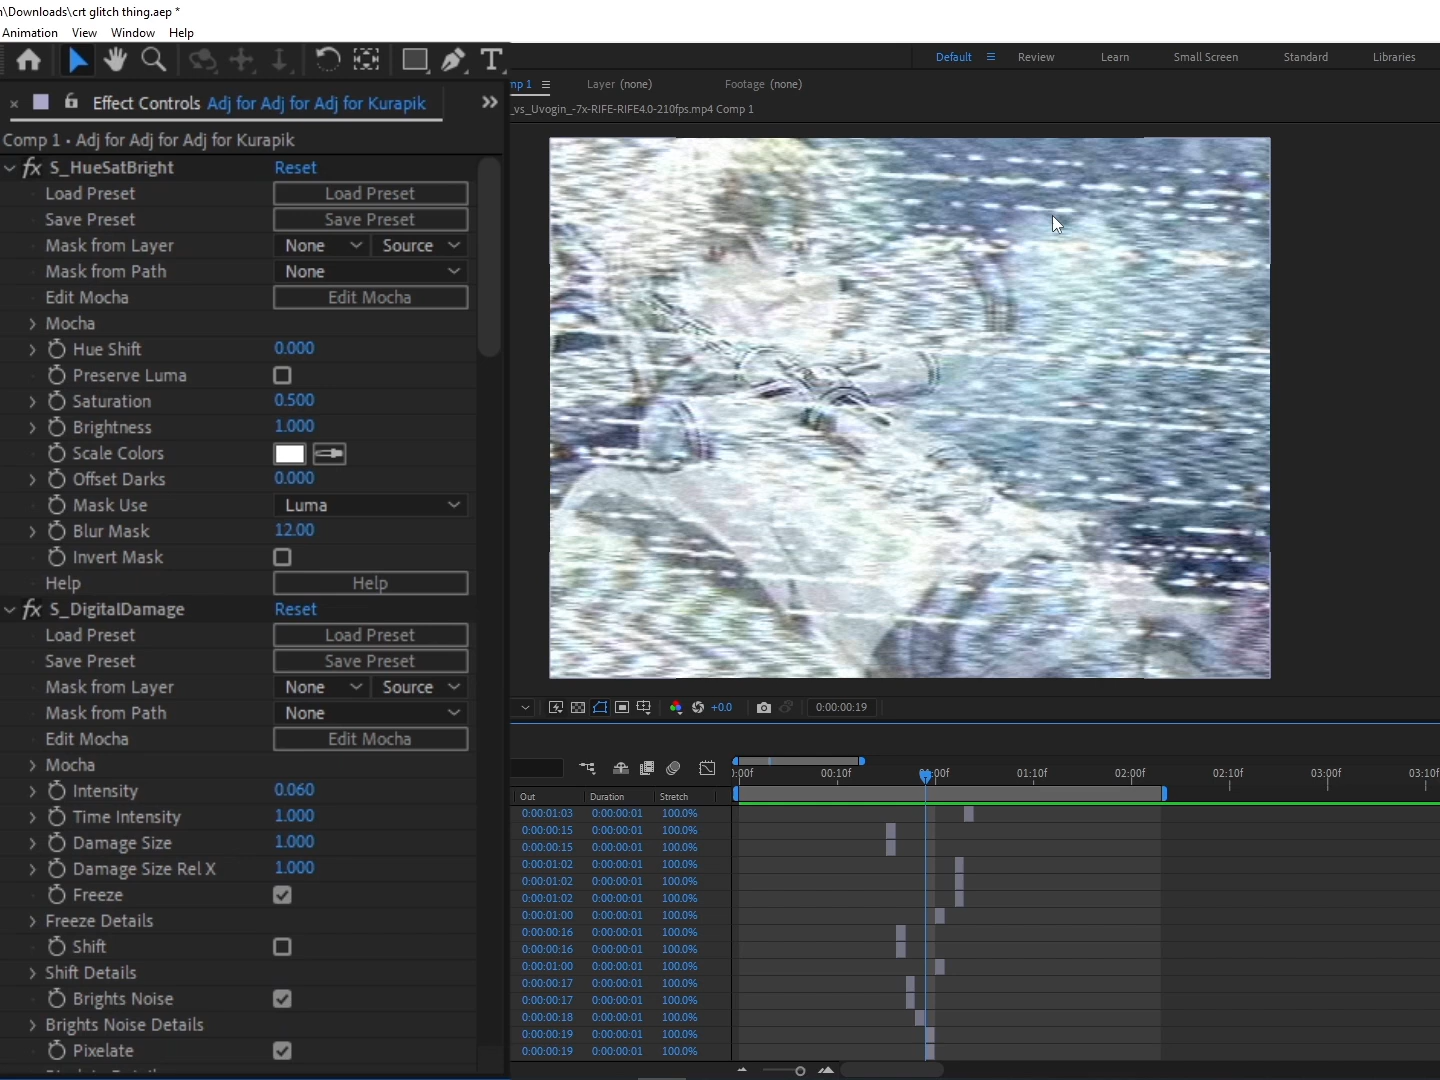 \Downloads\crt glitch thing.aep *
Animation View Window Help
Default Review Learn Small Screen Standard Libraries
mp 1 Layer (none) Footage (none)
_vs_Uvogin_-7x-RIFE-RIFE4.0-210fps.mp4 Comp 1
Effect Controls Adj for Adj for Adj for Kurapik
Comp 1 • Adj for Adj for Adj for Kurapik
fx S_HueSatBright Reset
Load Preset Load Preset
Save Preset Save Preset
Mask from Layer None Source
Mask from Path None
Edit Mocha Edit Mocha
Mocha
Hue Shift 0.000
Preserve Luma
Saturation 0.500
Brightness 1.000
Scale Colors
Offset Darks 0.000
Mask Use Luma
Blur Mask 12.00
Invert Mask
Help Help
fx S_DigitalDamage Reset
Load Preset Load Preset
Save Preset Save Preset
Mask from Layer None Source
Mask from Path None
Edit Mocha Edit Mocha
Mocha
Intensity 0.060
Time Intensity 1.000
Damage Size 1.000
Damage Size Rel X 1.000
Freeze
Freeze Details
Shift
Shift Details
Brights Noise
Brights Noise Details
Pixelate
+0.0 0:00:00:19
:00f 00:10f 01:00f 01:10f 02:00f 02:10f 03:00f 03:10f
Out Duration Stretch
0:00:01:03 0:00:00:01 100.0%
0:00:00:15 0:00:00:01 100.0%
0:00:00:15 0:00:00:01 100.0%
0:00:01:02 0:00:00:01 100.0%
0:00:01:02 0:00:00:01 100.0%
0:00:01:02 0:00:00:01 100.0%
0:00:01:00 0:00:00:01 100.0%
0:00:00:16 0:00:00:01 100.0%
0:00:00:16 0:00:00:01 100.0%
0:00:01:00 0:00:00:01 100.0%
0:00:00:17 0:00:00:01 100.0%
0:00:00:17 0:00:00:01 100.0%
0:00:00:18 0:00:00:01 100.0%
0:00:00:19 0:00:00:01 100.0%
0:00:00:19 0:00:00:01 100.0%